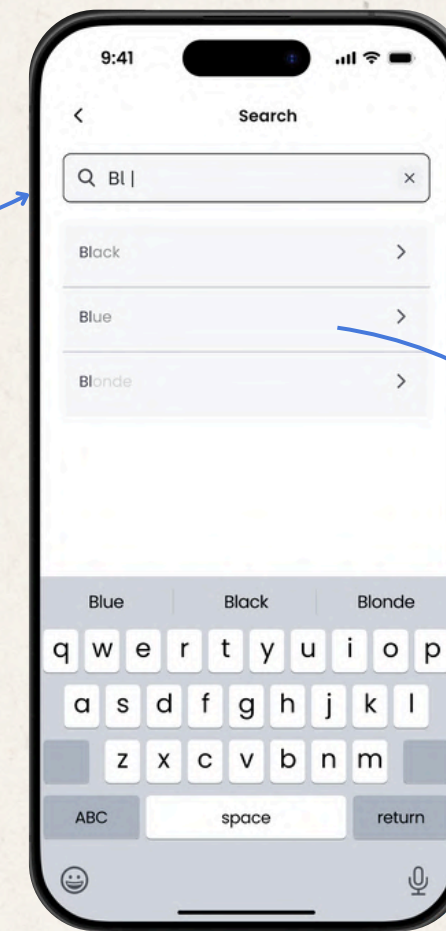 9:41
Search
Bl |
Black
Blue
Blonde
Blue Black Blonde
q w e r t y u i o p
a s d f g h j k l
z x c v b n m
ABC space return